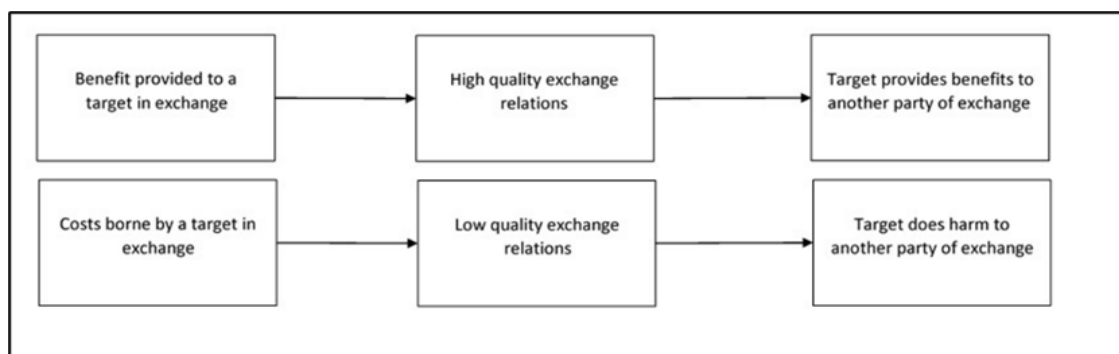 Benefit provided to a
target in exchange
High quality exchange
relations
Target provides benefits to
another party of exchange
Costs borne by a target in
exchange
Low quality exchange
relations
Target does harm to
another party of exchange